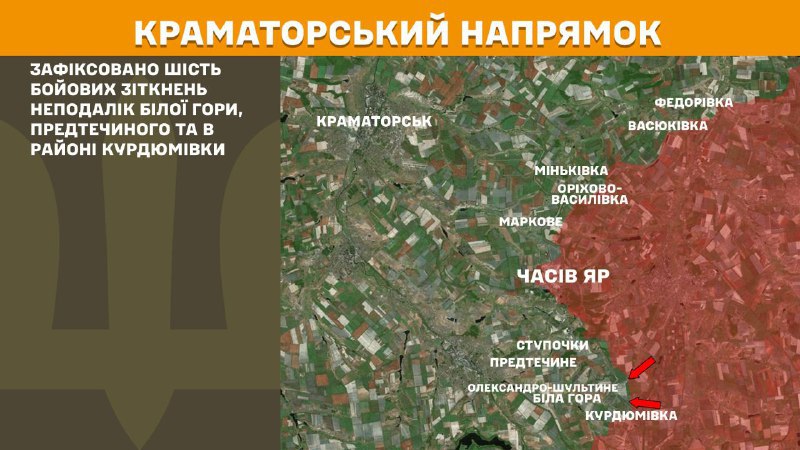 КРАМАТОРСЬКИЙ НАПРЯМОК
ЗАФІКСОВАНО ШІСТЬ
БОЙОВИХ ЗІТКНЕНЬ
НЕПОДАЛІК БІЛОЇ ГОРИ,
ПРЕДТЕЧИНОГО ТА В
РАЙОНІ КУРДЮМІВКИ
ФЕДОРІВКА
КРАМАТОРСЬК
ВАСЮКІВКА
МІНЬКІВКА
ОРІХОВО-
ВАСИЛІВКА
МАРКОВЕ
ЧАСІВ ЯР
СТУПОЧКИ
ПРЕДТЕЧИНЕ
ОЛЕКСАНДРО-ШУЛЬТИНЕ
БІЛА ГОРА
КУРДЮМІВКА